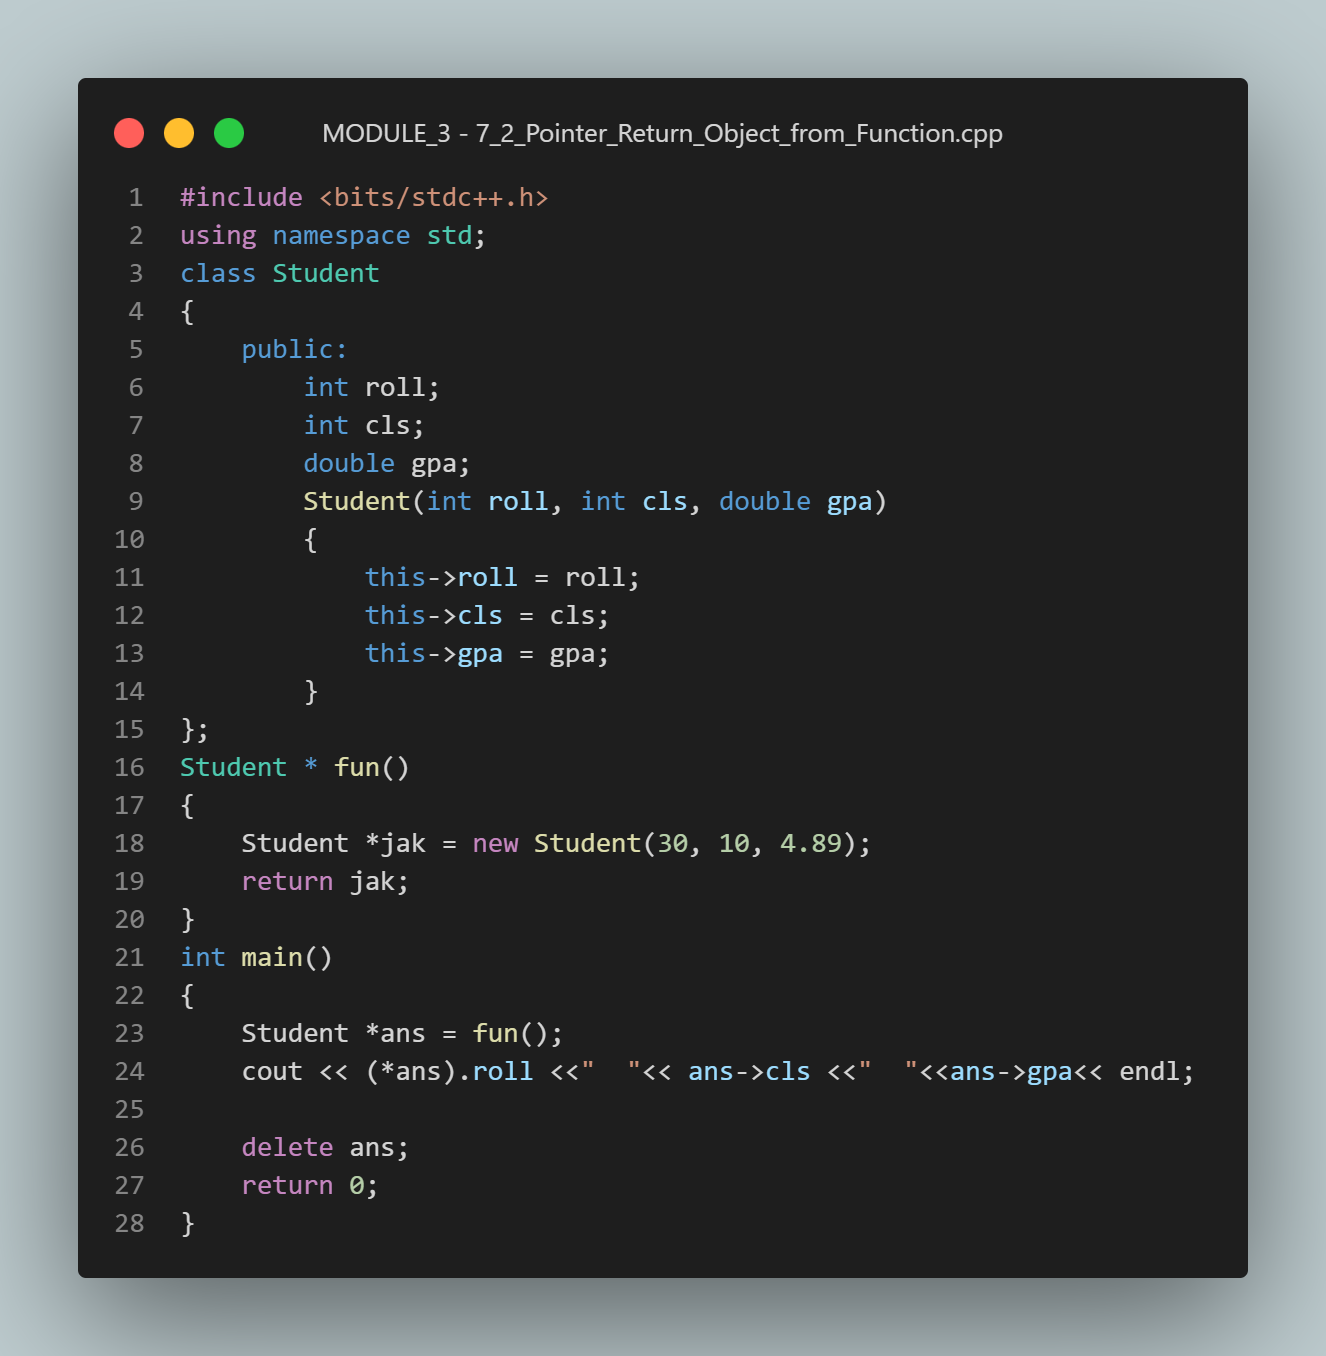 MODULE_3 - 7_2_Pointer_Return_Object_from_Function.cpp
1 #include <bits/stdc++.h>
2 using namespace std;
3 class Student
4 {
5     public:
6         int roll;
7         int cls;
8         double gpa;
9         Student(int roll, int cls, double gpa)
10         {
11             this->roll = roll;
12             this->cls = cls;
13             this->gpa = gpa;
14         }
15 };
16 Student * fun()
17 {
18     Student *jak = new Student(30, 10, 4.89);
19     return jak;
20 }
21 int main()
22 {
23     Student *ans = fun();
24     cout << (*ans).roll <<"  "<< ans->cls <<"  "<<ans->gpa<< endl;
25
26     delete ans;
27     return 0;
28 }